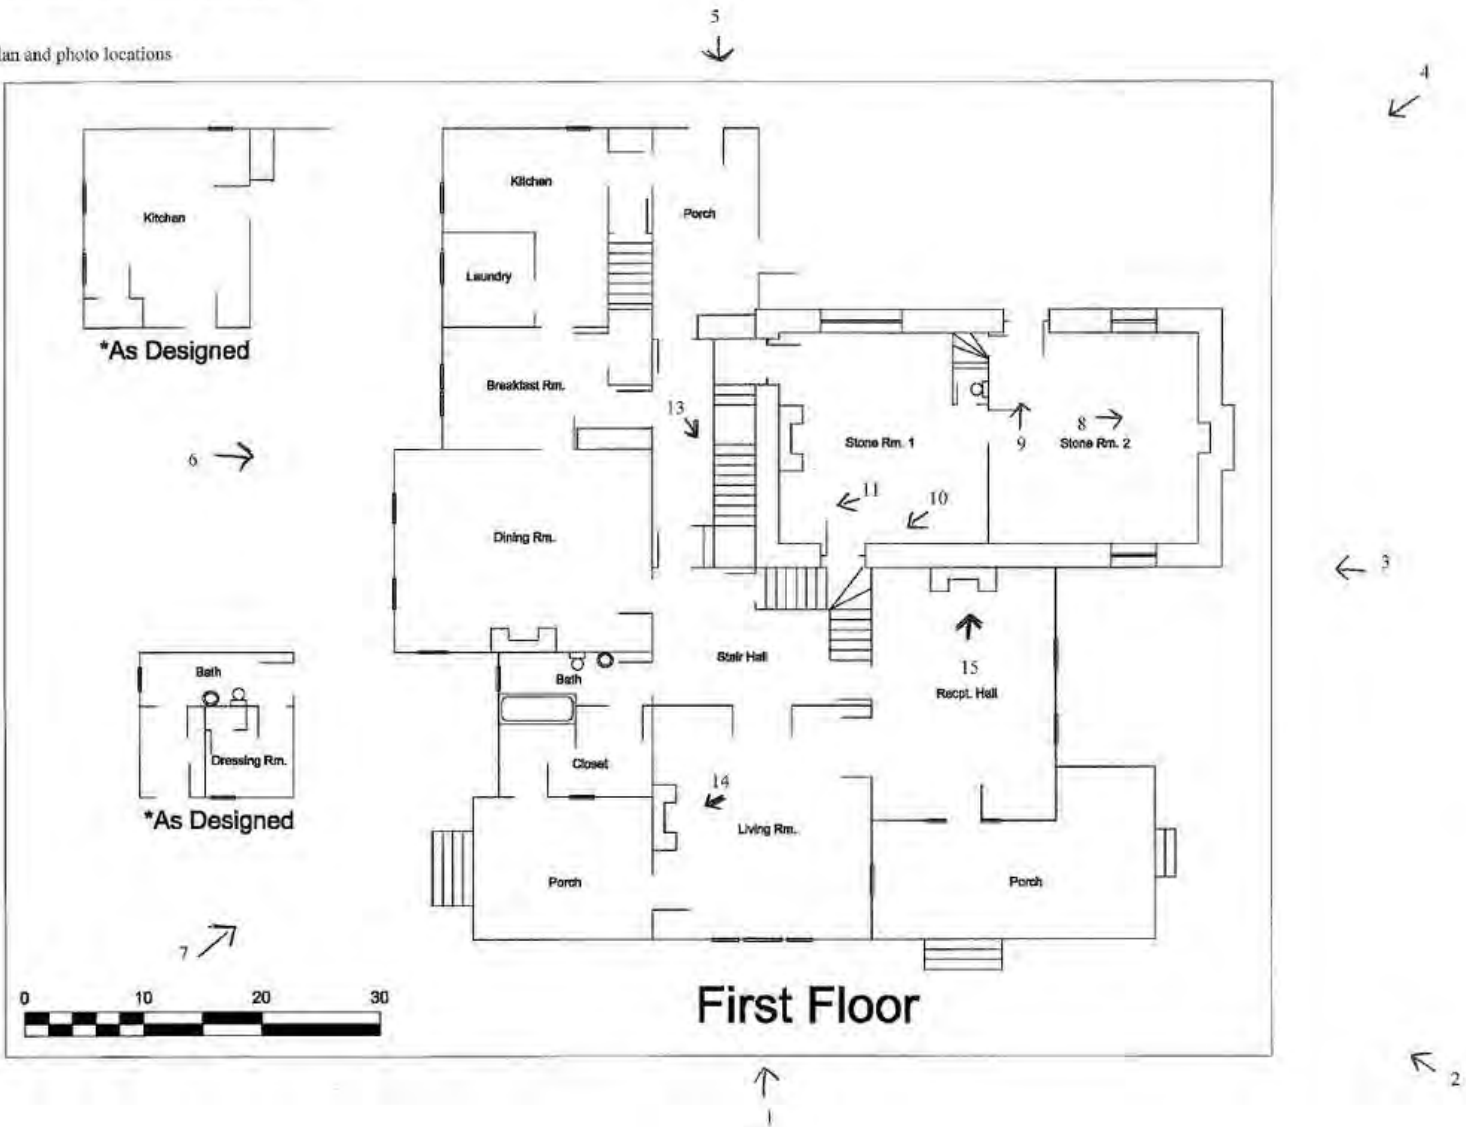 5
4
plan and photo locations
Kitchen
Porch
Kitchen
Laundry
*As Designed
Breakfast Rm.
13
8
9
Stone Rm. 1
Stone Rm. 2
6
11
10
Dining Rm.
3
Bath
Stair Hall
15
Bath
Recpt. Hall
Dressing Rm.
Closet
14
*As Designed
Living Rm.
Porch
Porch
7
0 10 20 30
First Floor
2
1